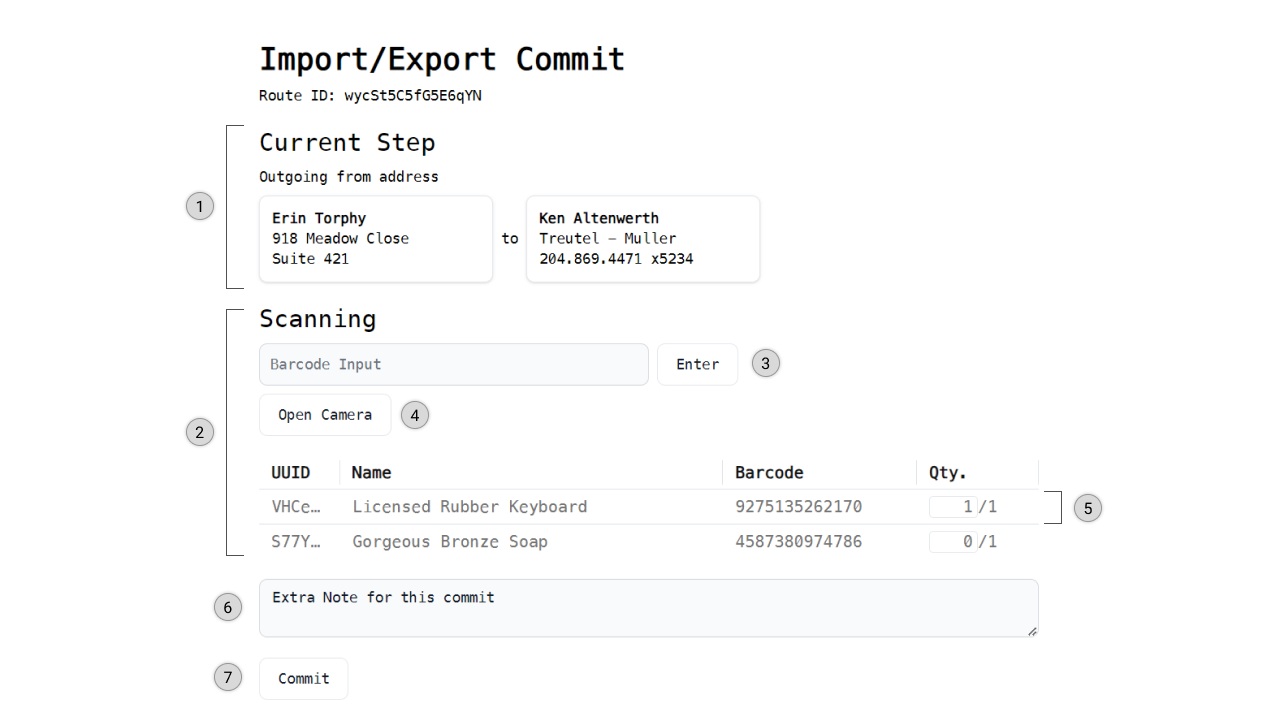 Import/Export Commit
Route ID: wycSt5C5fG5E6qYN
Current Step
Outgoing from address
1
Erin Torphy
918 Meadow Close
Suite 421
to
Ken Altenwerth
Treutel – Muller
204.869.4471 x5234
Scanning
2
Barcode Input
Enter
3
Open Camera
4
UUID Name Barcode Qty.
VHCe… Licensed Rubber Keyboard 9275135262170 1/1
5
S77Y… Gorgeous Bronze Soap 4587380974786 0/1
6
Extra Note for this commit
7
Commit